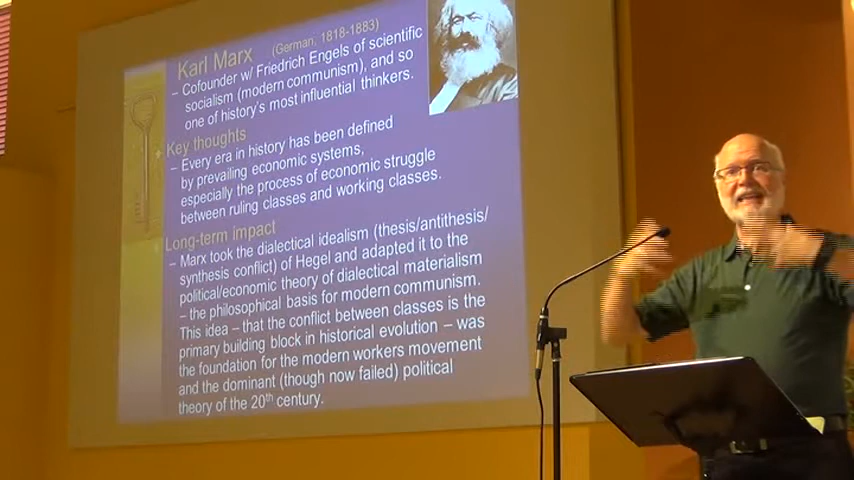 Karl Marx (German, 1818-1883)
– Cofounder w/ Friedrich Engels of scientific
socialism (modern communism), and so
one of history's most influential thinkers.
Key thoughts
– Every era in history has been defined
by prevailing economic systems,
especially the process of economic struggle
between ruling classes and working classes.
Long-term impact
– Marx took the dialectical idealism (thesis/antithesis/
synthesis conflict) of Hegel and adapted it to the
political/economic theory of dialectical materialism
– the philosophical basis for modern communism.
This idea – that the conflict between classes is the
primary building block in historical evolution – was
the foundation for the modern workers movement
and the dominant (though now failed) political
theory of the 20th century.